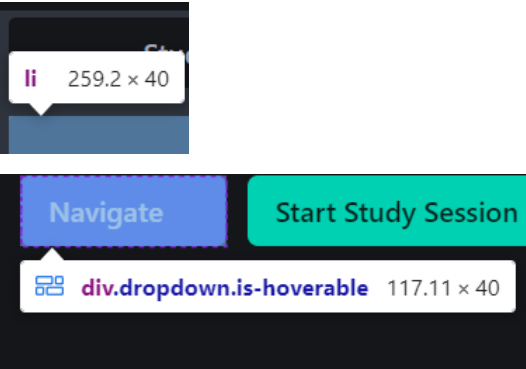 li 259.2 × 40
Navigate Start Study Session
div.dropdown.is-hoverable 117.11 × 40